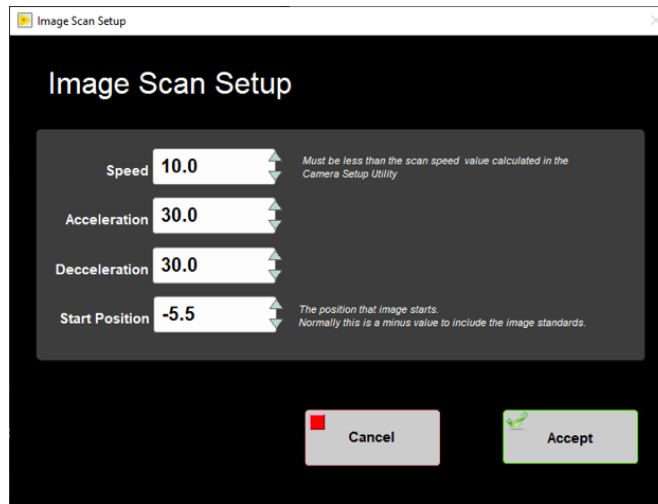 Image Scan Setup
Image Scan Setup
Speed 10.0
Must be less than the scan speed value calculated in the
Camera Setup Utility
Acceleration 30.0
Decceleration 30.0
Start Position -5.5
The position that image starts.
Normally this is a minus value to include the image standards.
Cancel
Accept